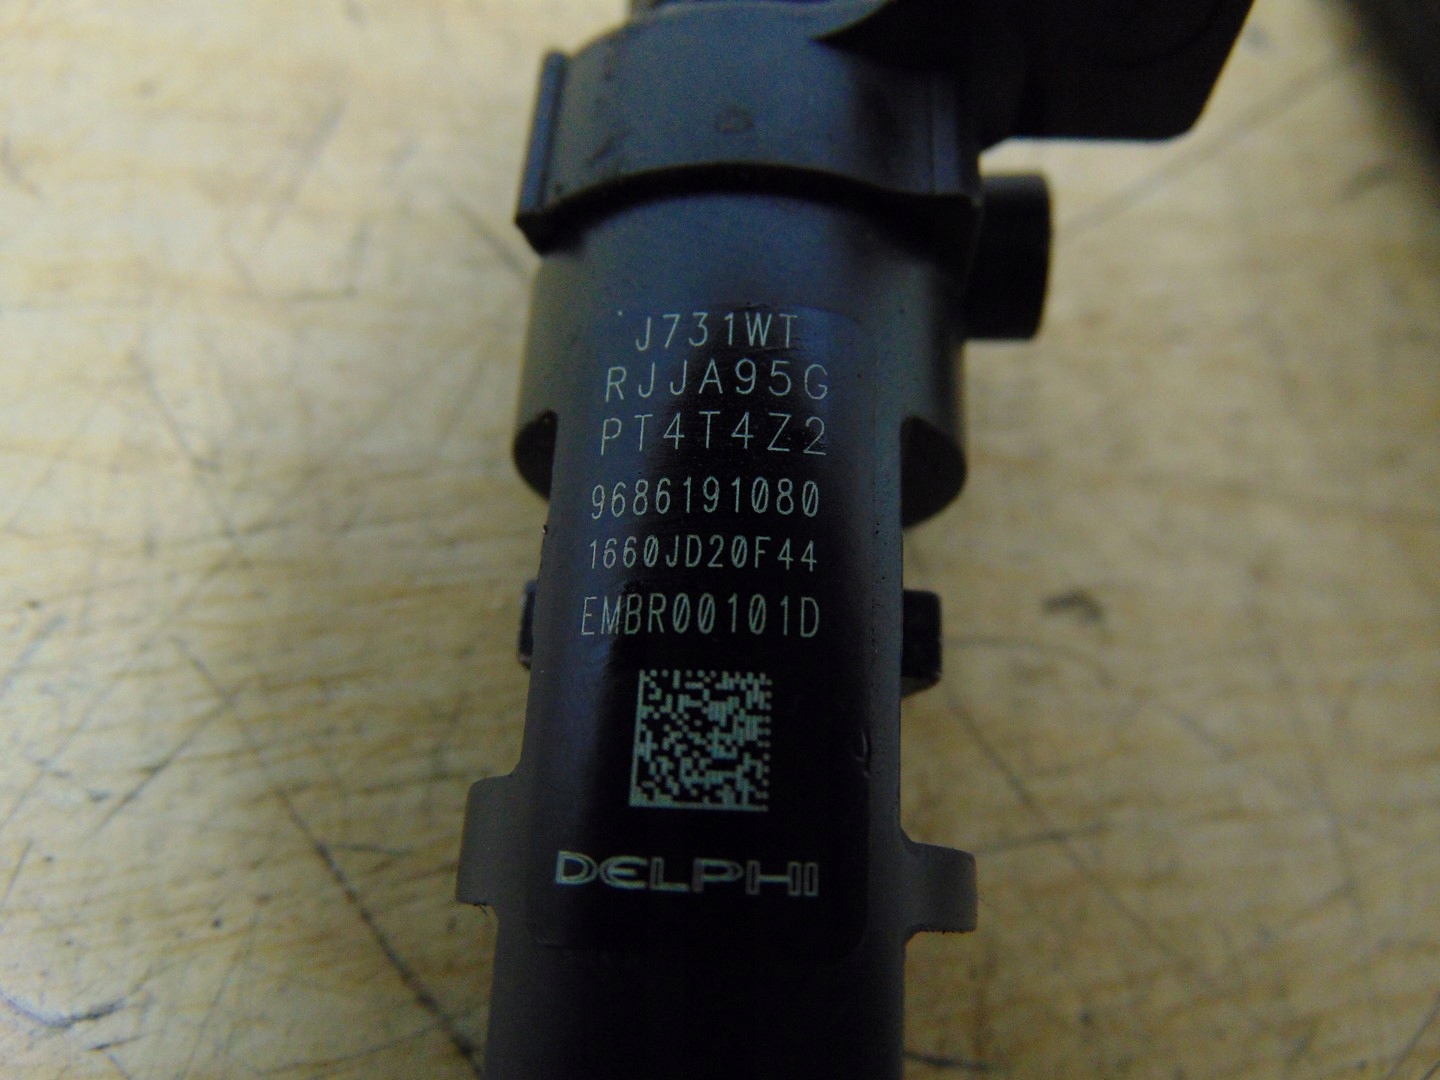 J731WT
RJJA95G
PT4T4Z2
9686191080
1660JD20F44
EMBR00101D
DELPHI